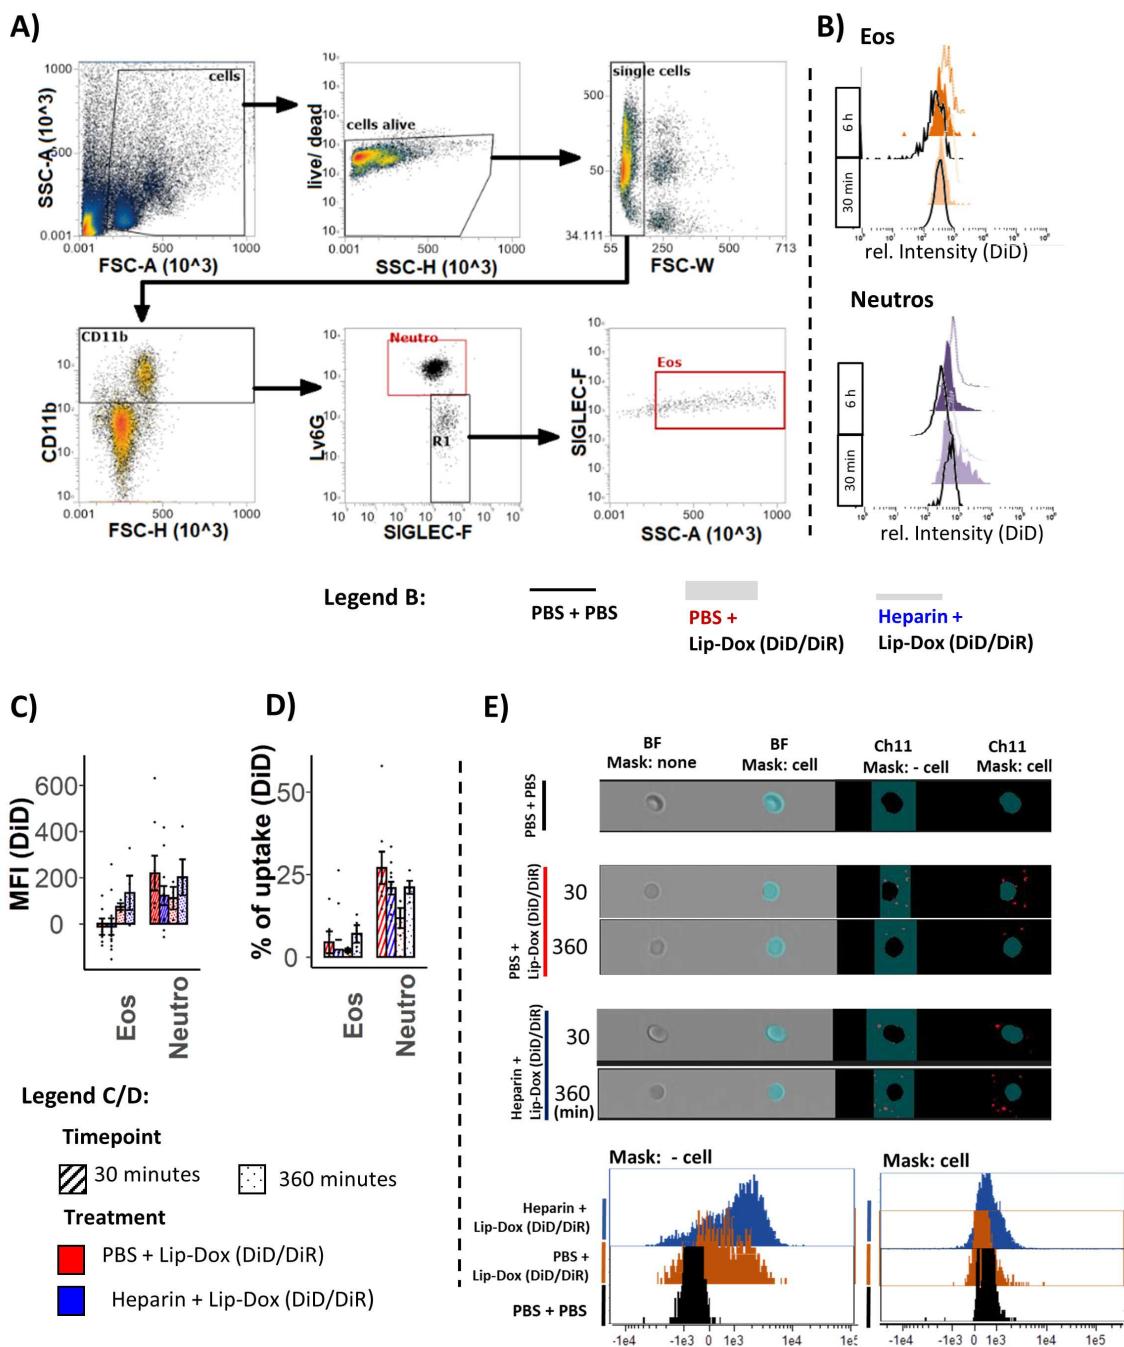 A)
1000
cells
SSC-A (10^3)
500
0.001
0.001
500
1000
FSC-A (10^3)
live/ dead
cells alive
0.001
500
1000
SSC-H (10^3)
single cells
500
50
34.111
55
250
500
713
FSC-W
CD11b
CD11b
0.001
500
1000
FSC-H (10^3)
Neutro
R1
Ly6G
SIGLEC-F
Eos
SIGLEC-F
0.001
500
1000
SSC-A (10^3)
B)
Eos
6 h
30 min
rel. Intensity (DiD)
Neutros
6 h
30 min
rel. Intensity (DiD)
Legend B:
PBS + PBS
PBS +
Lip-Dox (DiD/DiR)
Heparin +
Lip-Dox (DiD/DiR)
C)
MFI (DiD)
600
400
200
0
Eos
Neutro
D)
% of uptake (DiD)
50
25
0
Eos
Neutro
Legend C/D:
Timepoint
30 minutes
360 minutes
Treatment
PBS + Lip-Dox (DiD/DiR)
Heparin + Lip-Dox (DiD/DiR)
E)
BF
Mask: none
BF
Mask: cell
Ch11
Mask: - cell
Ch11
Mask: cell
PBS + PBS
PBS +
Lip-Dox (DiD/DiR)
30
360
Heparin +
Lip-Dox (DiD/DiR)
30
360
(min)
Mask: - cell
Mask: cell
Heparin +
Lip-Dox (DiD/DiR)
PBS +
Lip-Dox (DiD/DiR)
PBS + PBS
-1e4
-1e3
0
1e3
1e4
1e5
-1e4
-1e3
0
1e3
1e4
1e5